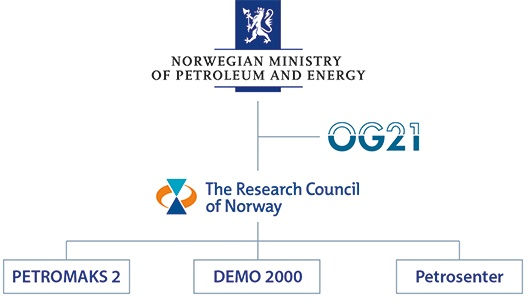 NORWEGIAN MINISTRY
OF PETROLEUM AND ENERGY
OG21
The Research Council
of Norway
PETROMAKS 2
DEMO 2000
Petrosenter